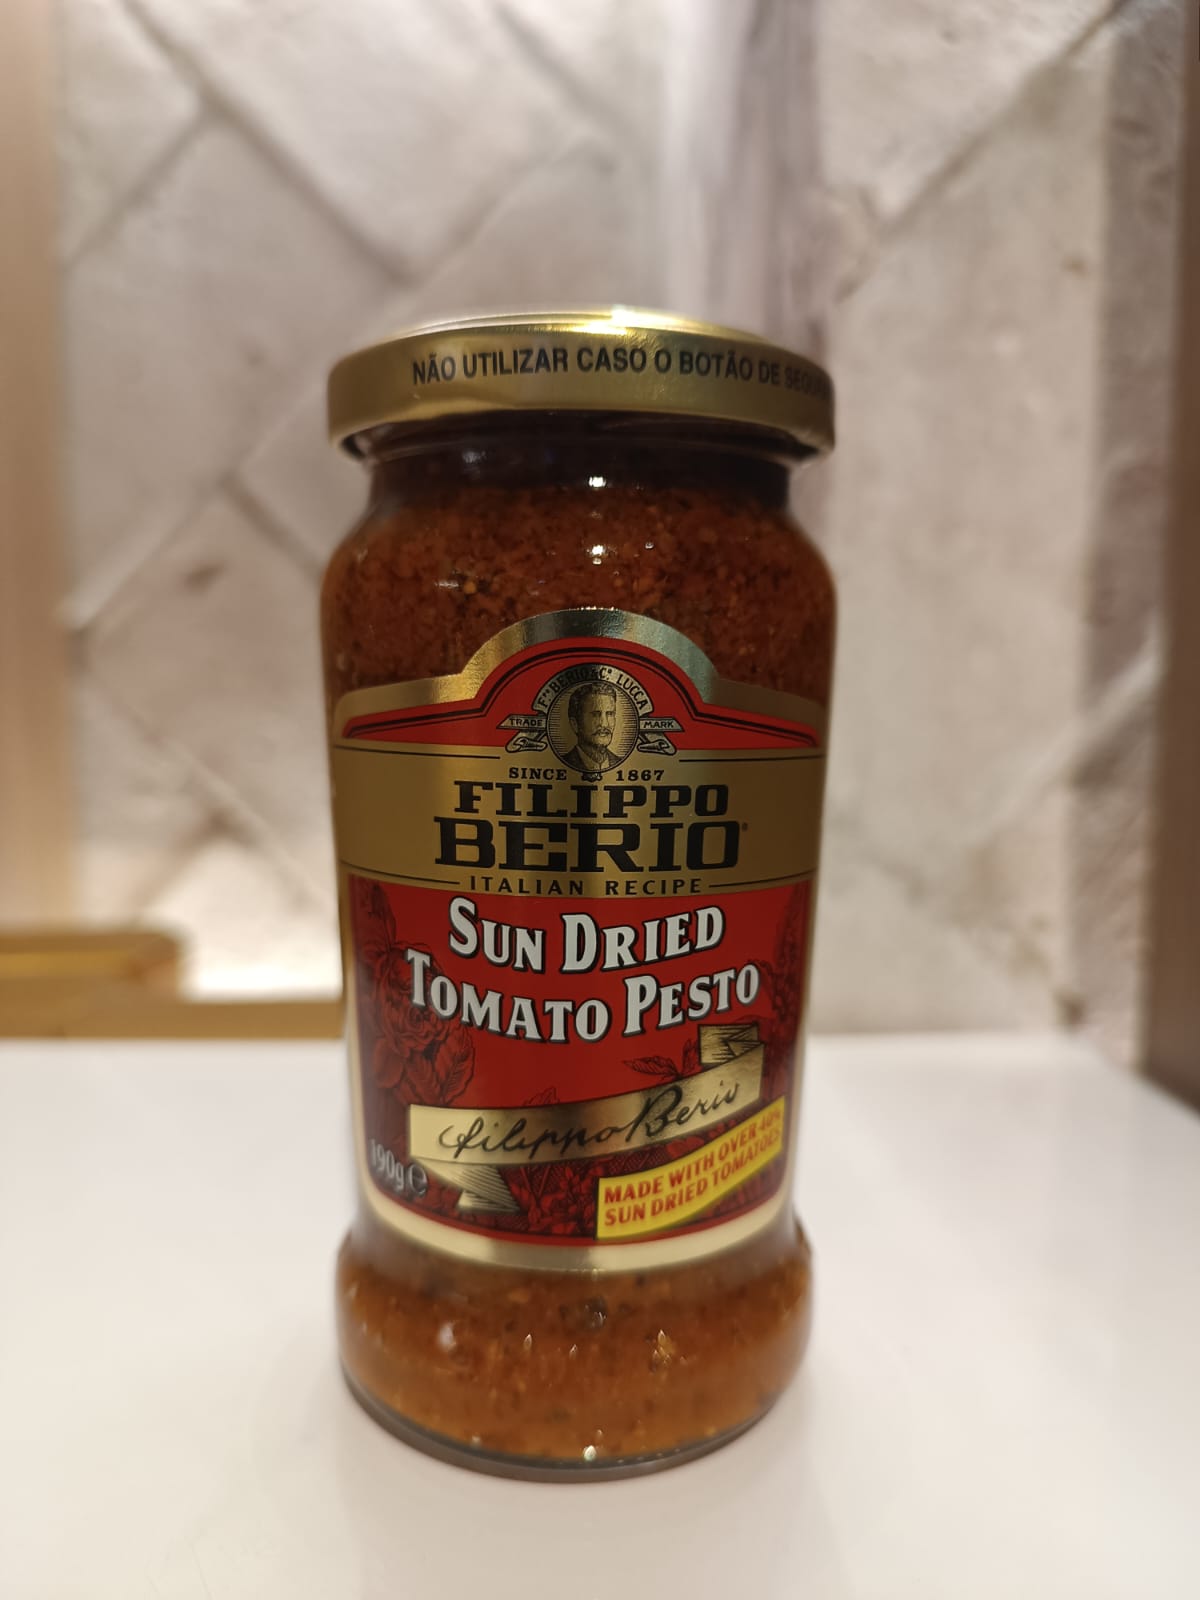 NÃO UTILIZAR CASO O BOTÃO DE
F.LLI BERIO & C. LUCCA
TRADE MARK
SINCE 1867
FILIPPO
BERIO
ITALIAN RECIPE
SUN DRIED
TOMATO PESTO
Filippo Berio
190g e
MADE WITH OVER 40%
SUN DRIED TOMATOES